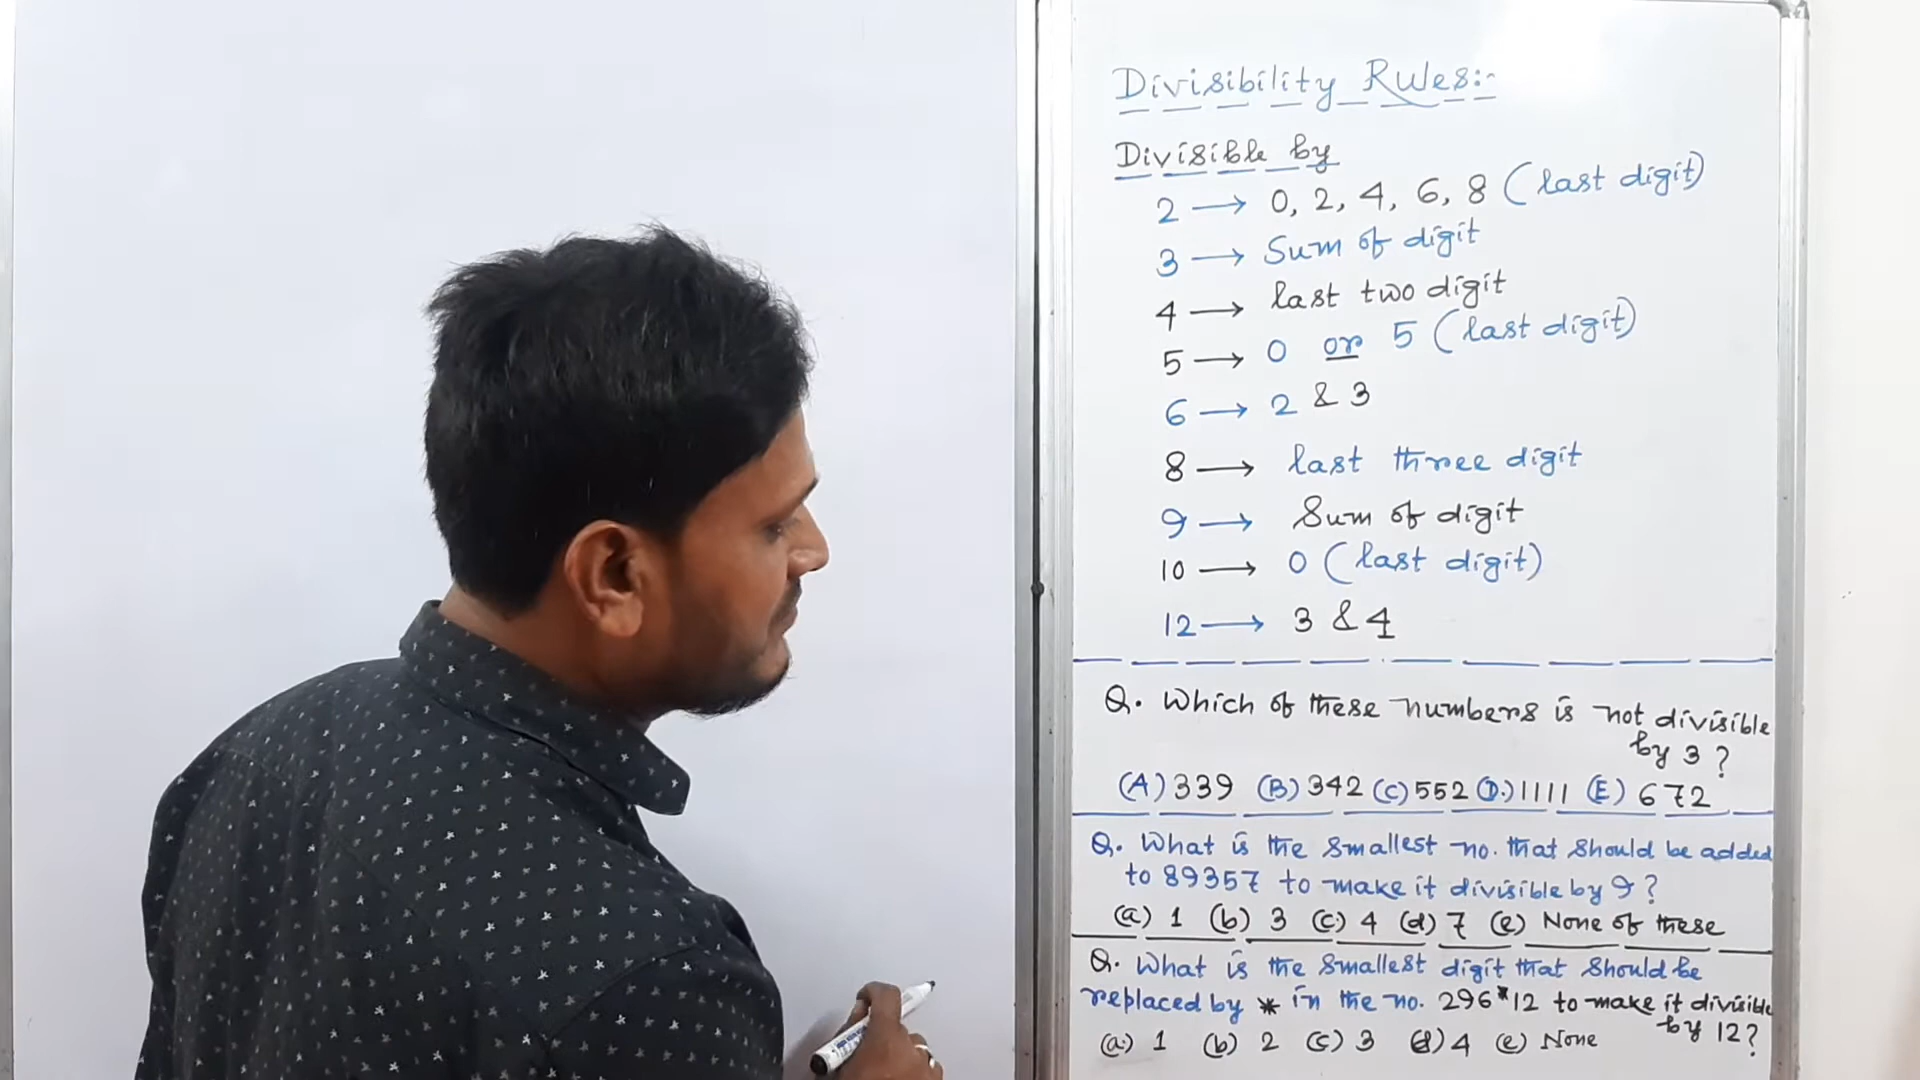 Divisibility Rules:-
Divisible by
2 → 0, 2, 4, 6, 8 (last digit)
3 → Sum of digit
4 → last two digit
5 → 0 or 5 (last digit)
6 → 2 & 3
8 → last three digit
9 → Sum of digit
10 → 0 (last digit)
12 → 3 & 4
Q. Which of these numbers is not divisible
by 3 ?
(A) 339 (B) 342 (C) 552 (D.) 1111 (E) 672
Q. What is the smallest no. that should be added
to 89357 to make it divisible by 9 ?
(a) 1 (b) 3 (c) 4 (d) 7 (e) None of these
Q. What is the smallest digit that should be
replaced by * in the no. 296*12 to make it divisible
by 12?
(a) 1 (b) 2 (c) 3 (d) 4 (e) None